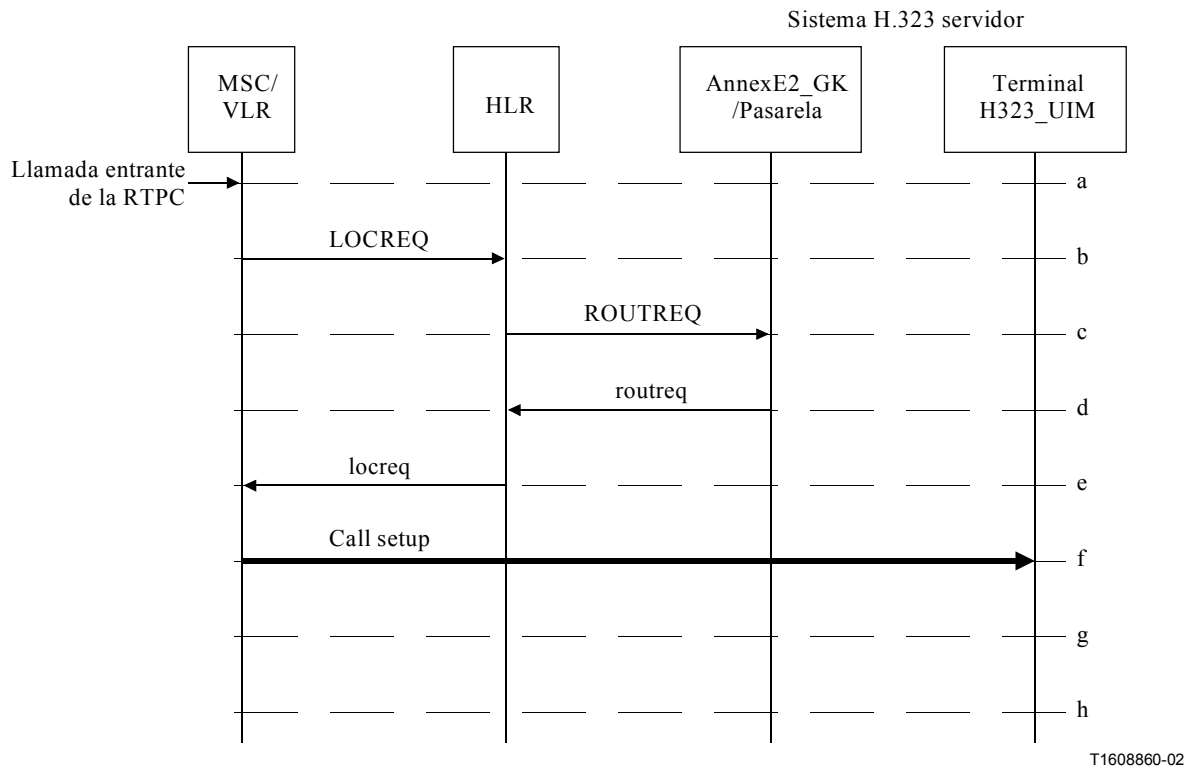 Sistema H.323 servidor
MSC/
VLR
HLR
AnnexE2_GK
/Pasarela
Terminal
H323_UIM
Llamada entrante
de la RTPC
a
LOCREQ
b
ROUTREQ
c
routreq
d
locreq
e
Call setup
f
g
h
T1608860-02